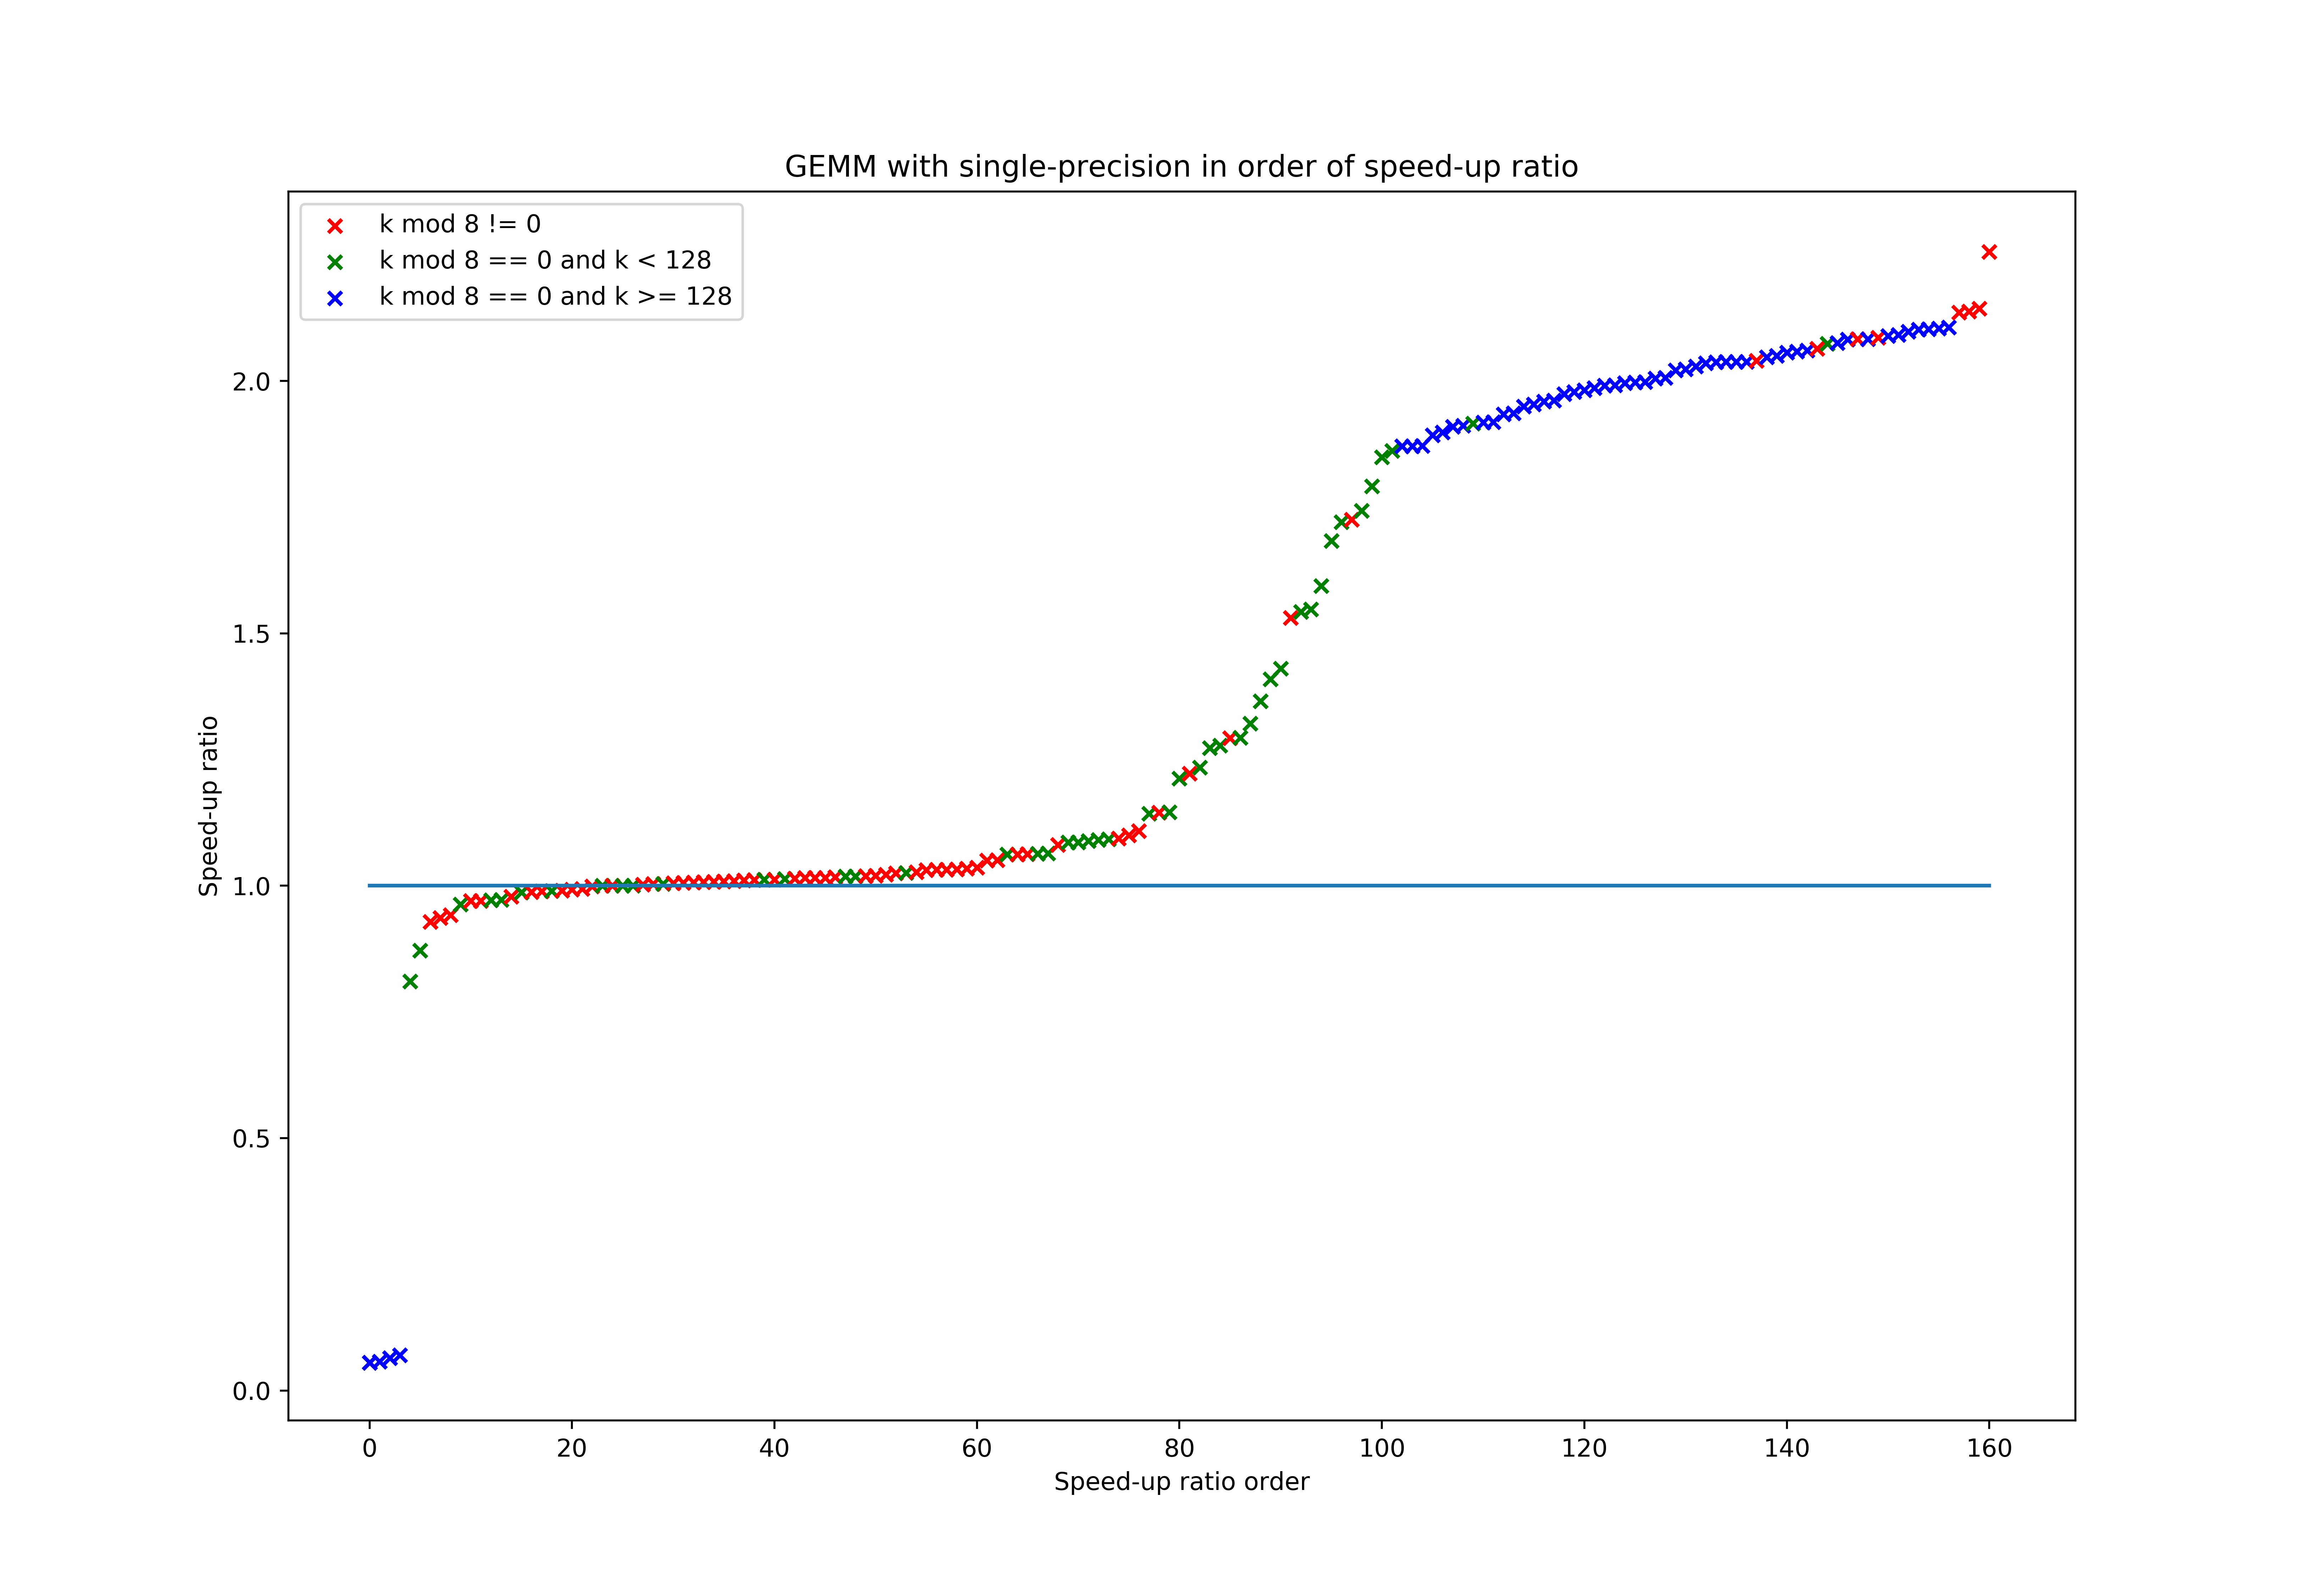 GEMM with single-precision in order of speed-up ratio
k mod 8 != 0
k mod 8 == 0 and k < 128
k mod 8 == 0 and k >= 128
2.0
1.5
1.0
0.5
0.0
Speed-up ratio
0 20 40 60 80 100 120 140 160
Speed-up ratio order